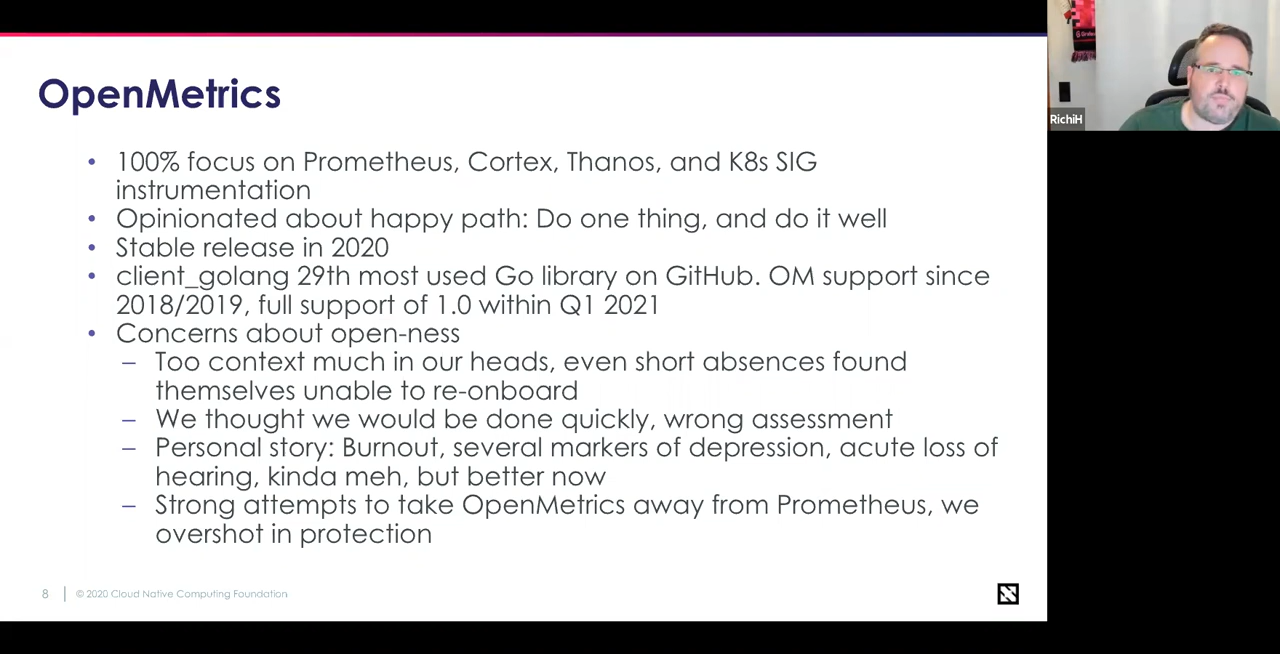 OpenMetrics
• 100% focus on Prometheus, Cortex, Thanos, and K8s SIG
instrumentation
• Opinionated about happy path: Do one thing, and do it well
• Stable release in 2020
• client_golang 29th most used Go library on GitHub. OM support since
2018/2019, full support of 1.0 within Q1 2021
• Concerns about open-ness
– Too context much in our heads, even short absences found
themselves unable to re-onboard
– We thought we would be done quickly, wrong assessment
– Personal story: Burnout, several markers of depression, acute loss of
hearing, kinda meh, but better now
– Strong attempts to take OpenMetrics away from Prometheus, we
overshot in protection
8 | © 2020 Cloud Native Computing Foundation
RichiH